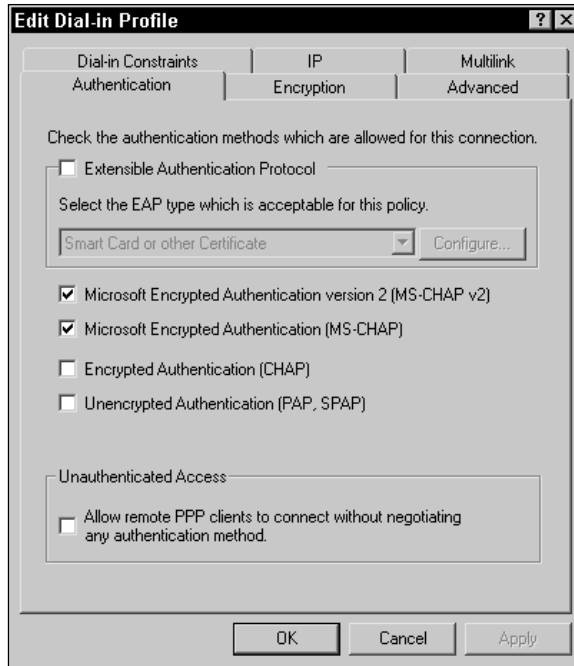 Edit Dial-in Profile
Dial-in Constraints IP Multilink
Authentication Encryption Advanced
Check the authentication methods which are allowed for this connection.
Extensible Authentication Protocol
Select the EAP type which is acceptable for this policy.
Smart Card or other Certificate Configure...
Microsoft Encrypted Authentication version 2 (MS-CHAP v2)
Microsoft Encrypted Authentication (MS-CHAP)
Encrypted Authentication (CHAP)
Unencrypted Authentication (PAP, SPAP)
Unauthenticated Access
Allow remote PPP clients to connect without negotiating
any authentication method.
OK Cancel Apply